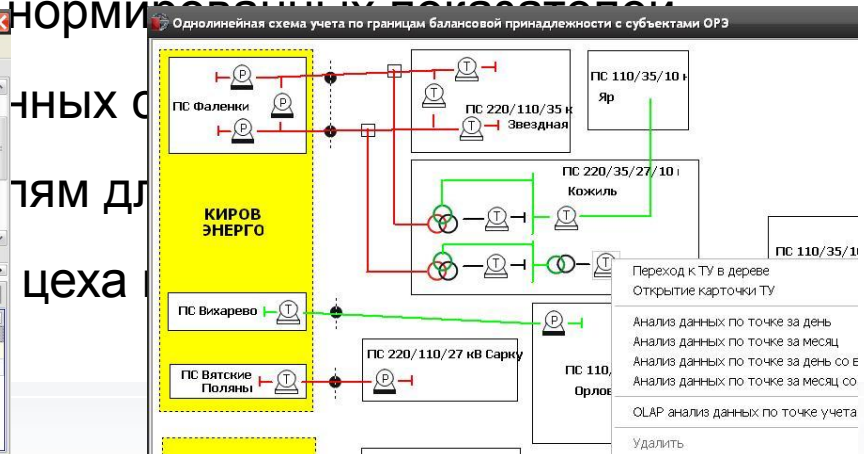 нормированных показателей
Однолинейная схема учета по границам балансовой принадлежности с субъектами ОРЭ
нных с
лям дл
цеха
ПС Фаленки
Р
Р
Р
Т
Т
Т
ПС 220/110/35 к
Звездная
ПС 110/35/10 к
Яр
КИРОВ
ЭНЕРГО
ПС 220/35/27/10
Кожиль
Т
Т
Т
Т
ПС 110/35/10
ПС Вихарево
Т
Р
ПС Вятские
Поляны
Т
ПС 220/110/27 кВ Сарку
Р
ПС 110,
Орлов
Переход к ТУ в дереве
Открытие карточки ТУ
Анализ данных по точке за день
Анализ данных по точке за месяц
Анализ данных по точке за день со в
Анализ данных по точке за месяц со
OLAP анализ данных по точке учета
Удалить